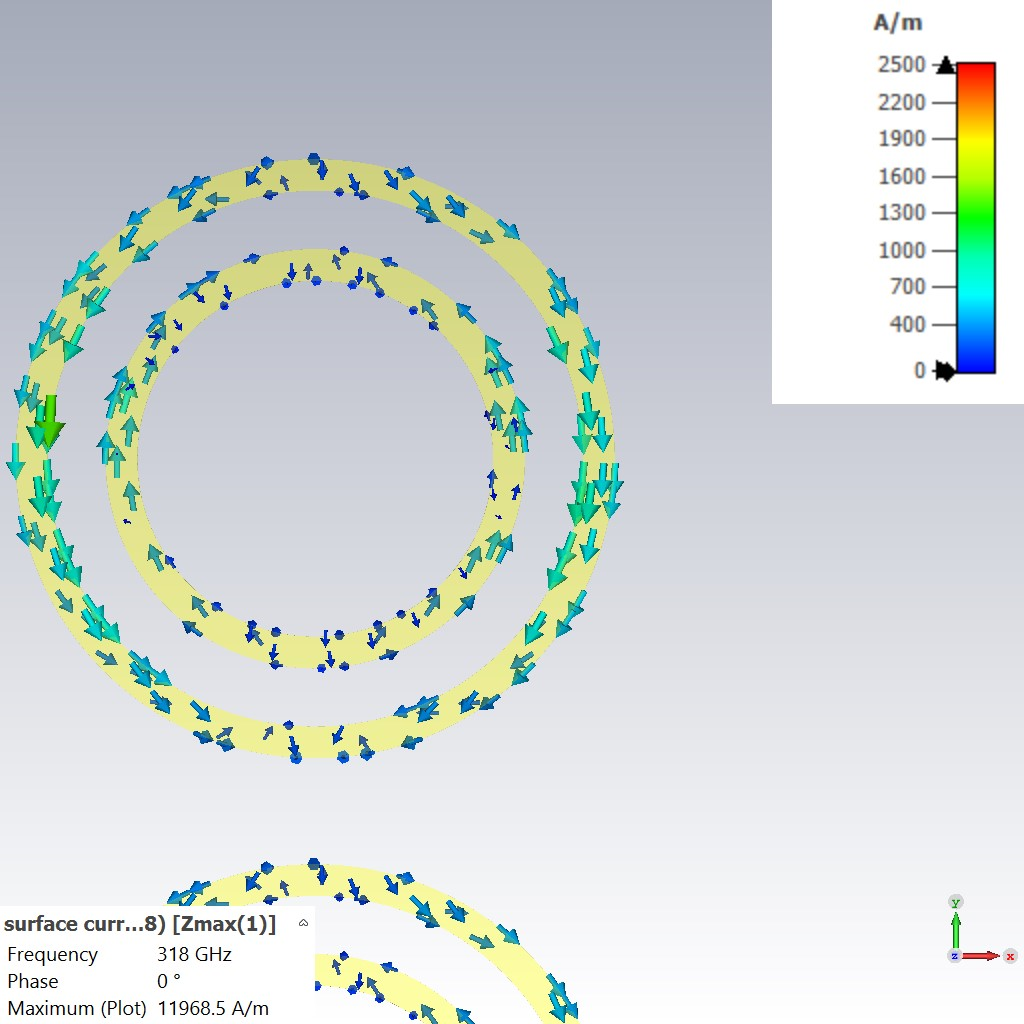 A/m
2500
2200
1900
1600
1300
1000
700
400
0
y
z x
surface curr...8) [Zmax(1)]
Frequency 318 GHz
Phase 0 °
Maximum (Plot) 11968.5 A/m